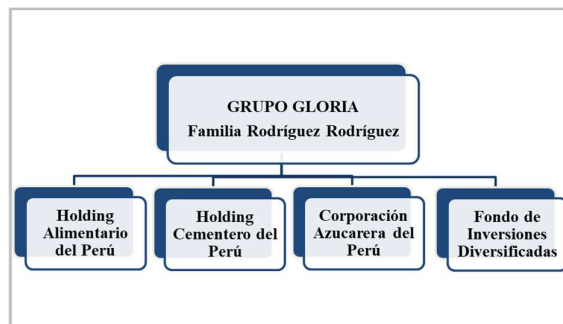 GRUPO GLORIA
Familia Rodríguez Rodríguez
Holding
Alimentario
del Perú
Holding
Cementero del
Perú
Corporación
Azucarera del
Perú
Fondo de
Inversiones
Diversificadas